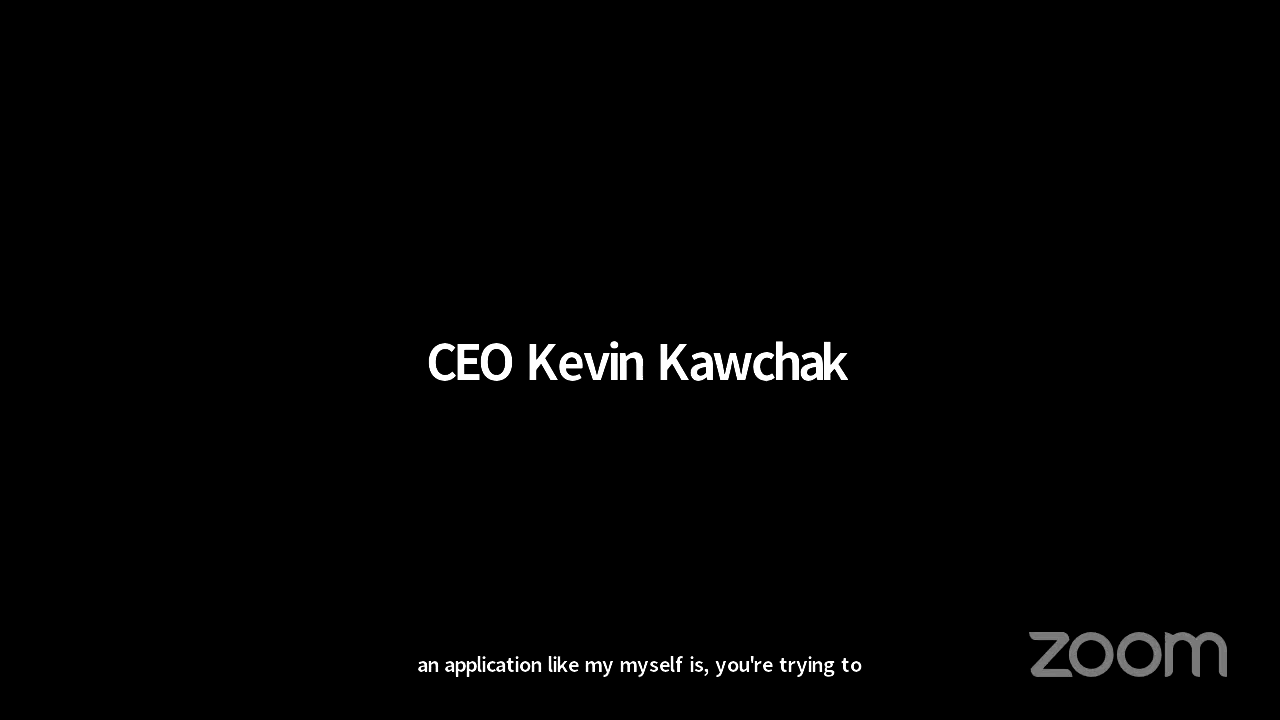 CEO Kevin Kawchak
an application like my myself is, you're trying to
zoom